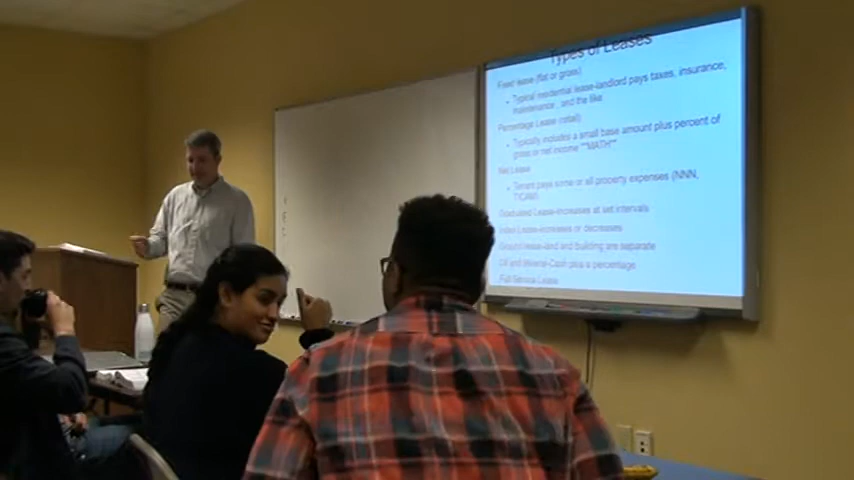 Types of Leases
Fixed lease (flat or gross)
Typical residential lease-landlord pays taxes, insurance,
maintenance, and the like
Percentage Lease (retail)
Typically includes a small base amount plus percent of
gross or net income **MATH**
Net Lease
Tenant pays some or all property expenses (NNN,
TICAM)
Graduated Lease-increases at set intervals
Index Lease-increases or decreases
Ground lease-land and building are separate
Oil and Mineral-Cash plus a percentage
Full Service Lease